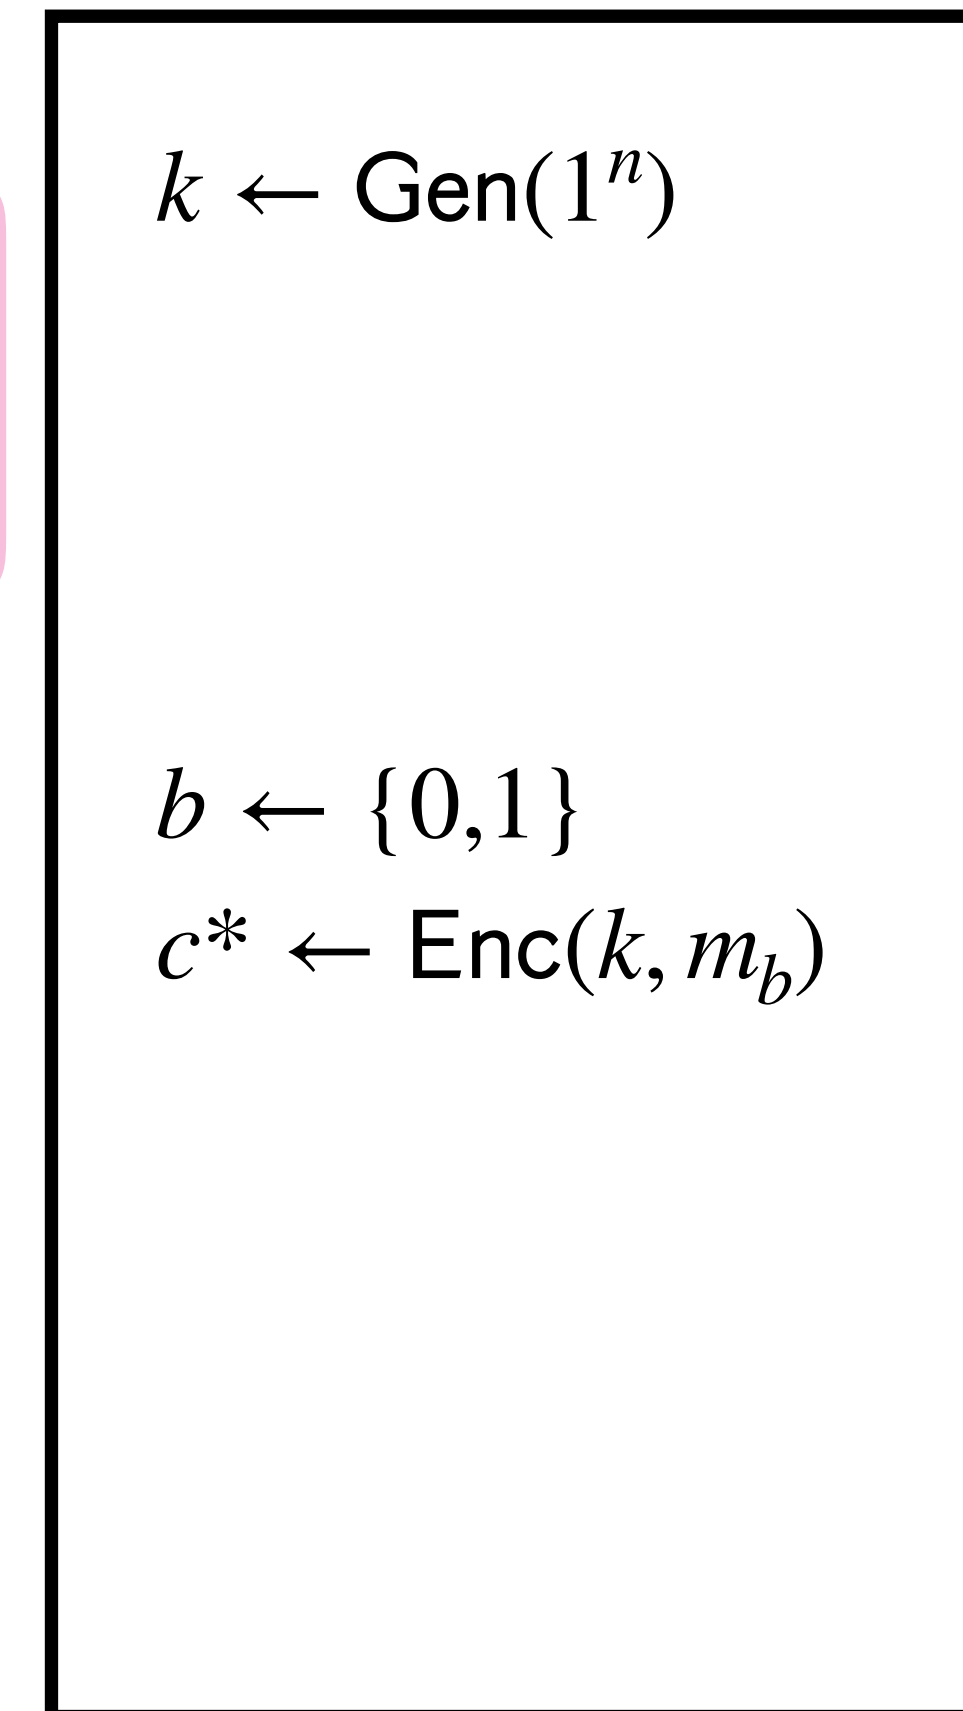 k ← Gen(1ⁿ)
b ← {0,1}
c* ← Enc(k, m_b)